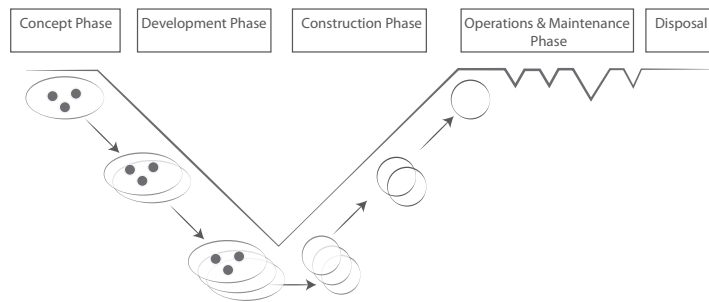 Concept Phase
Development Phase
Construction Phase
Operations & Maintenance
Phase
Disposal